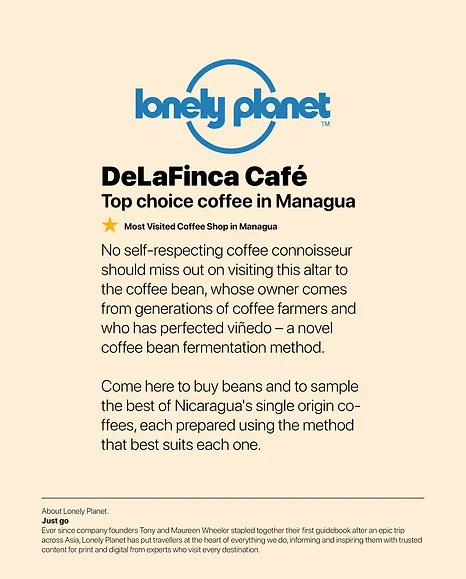 lonely planet
TM
DeLaFinca Café
Top choice coffee in Managua
Most Visited Coffee Shop in Managua
No self-respecting coffee connoisseur
should miss out on visiting this altar to
the coffee bean, whose owner comes
from generations of coffee farmers and
who has perfected viñedo – a novel
coffee bean fermentation method.
Come here to buy beans and to sample
the best of Nicaragua's single origin co-
ffees, each prepared using the method
that best suits each one.
About Lonely Planet.
Just go
Ever since company founders Tony and Maureen Wheeler stapled together their first guidebook after an epic trip
across Asia, Lonely Planet has put travellers at the heart of everything we do, informing and inspiring them with trusted
content for print and digital from experts who visit every destination.